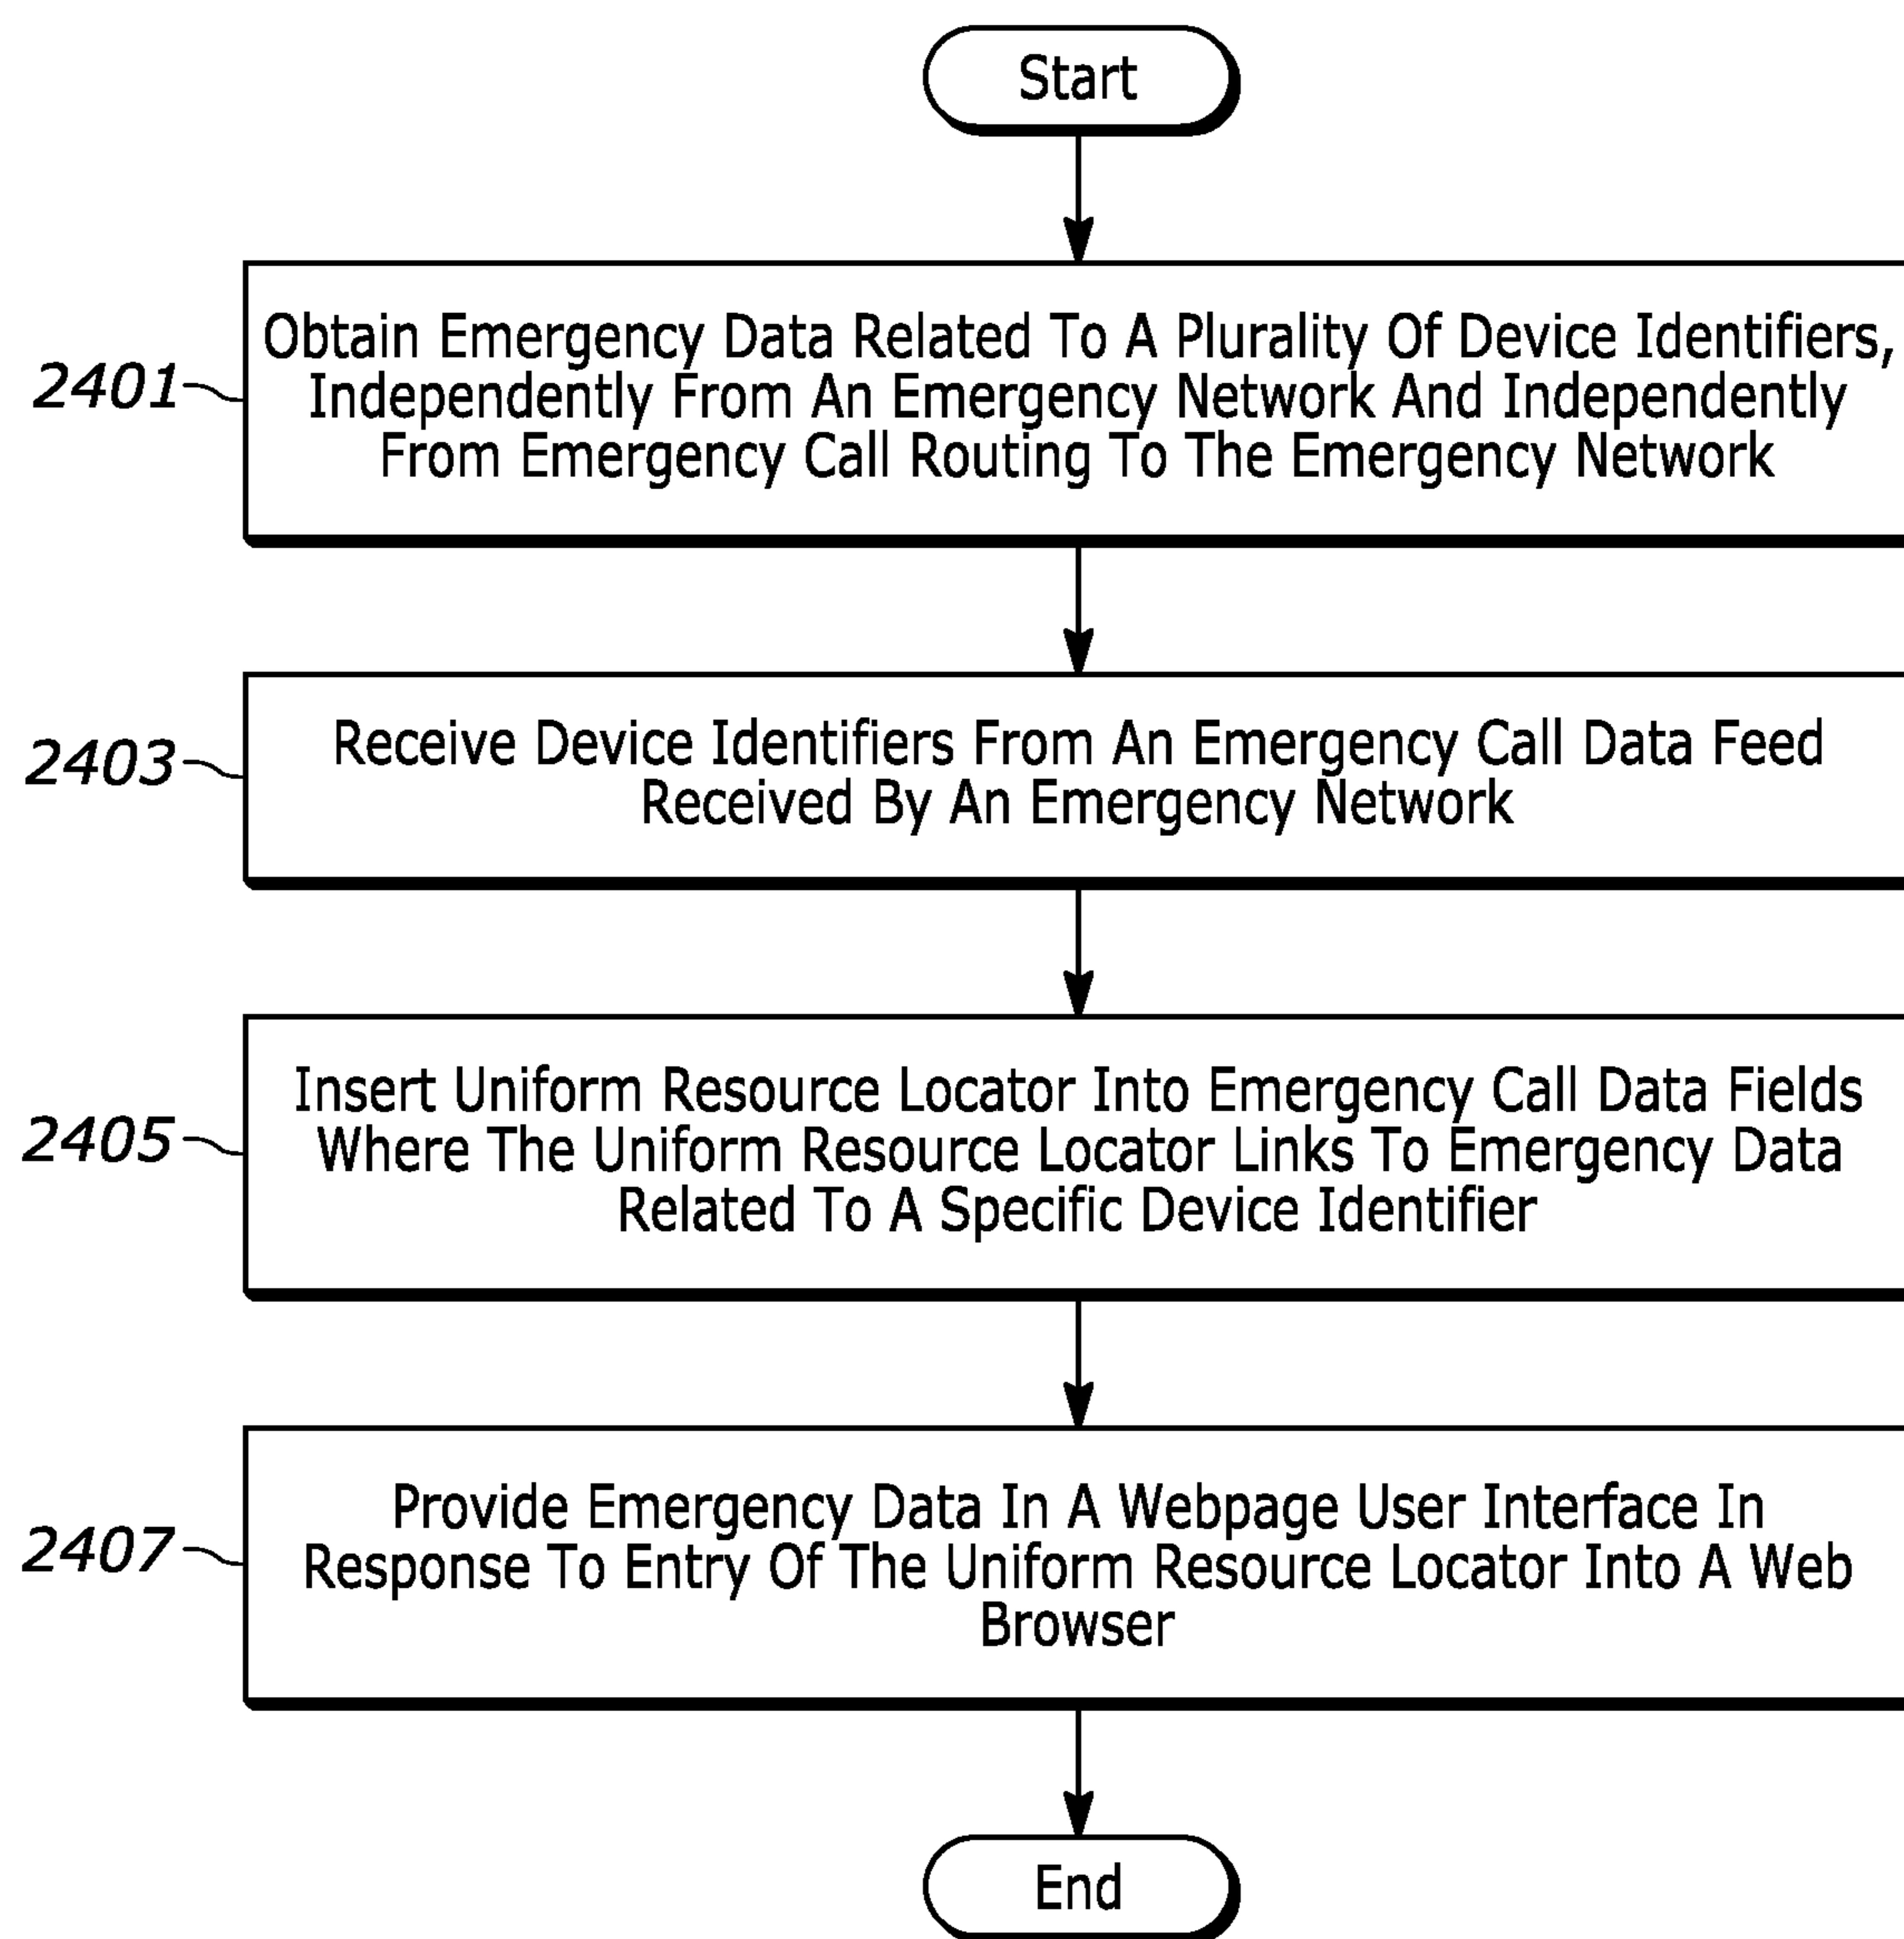 Start
2401
Obtain Emergency Data Related To A Plurality Of Device Identifiers,
Independently From An Emergency Network And Independently
From Emergency Call Routing To The Emergency Network
2403
Receive Device Identifiers From An Emergency Call Data Feed
Received By An Emergency Network
2405
Insert Uniform Resource Locator Into Emergency Call Data Fields
Where The Uniform Resource Locator Links To Emergency Data
Related To A Specific Device Identifier
2407
Provide Emergency Data In A Webpage User Interface In
Response To Entry Of The Uniform Resource Locator Into A Web
Browser
End